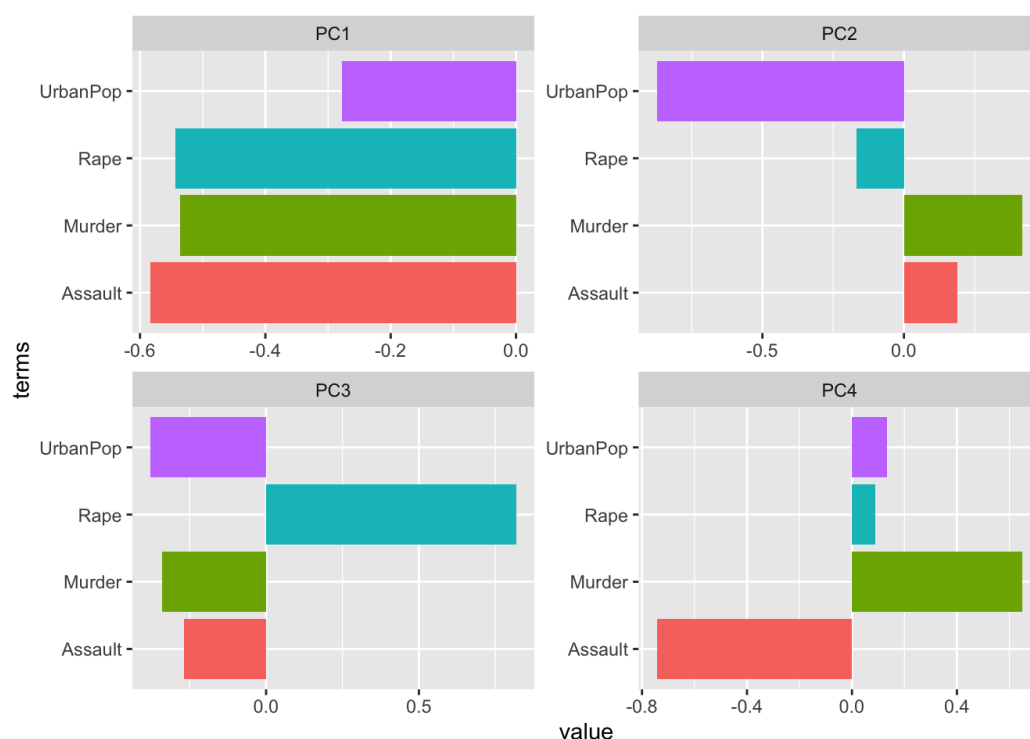 PC1
PC2
UrbanPop
Rape
Murder
Assault
-0.6 -0.4 -0.2 0.0
UrbanPop
Rape
Murder
Assault
-0.5 0.0
terms
PC3
PC4
UrbanPop
Rape
Murder
Assault
0.0 0.5
UrbanPop
Rape
Murder
Assault
-0.8 -0.4 0.0 0.4
value